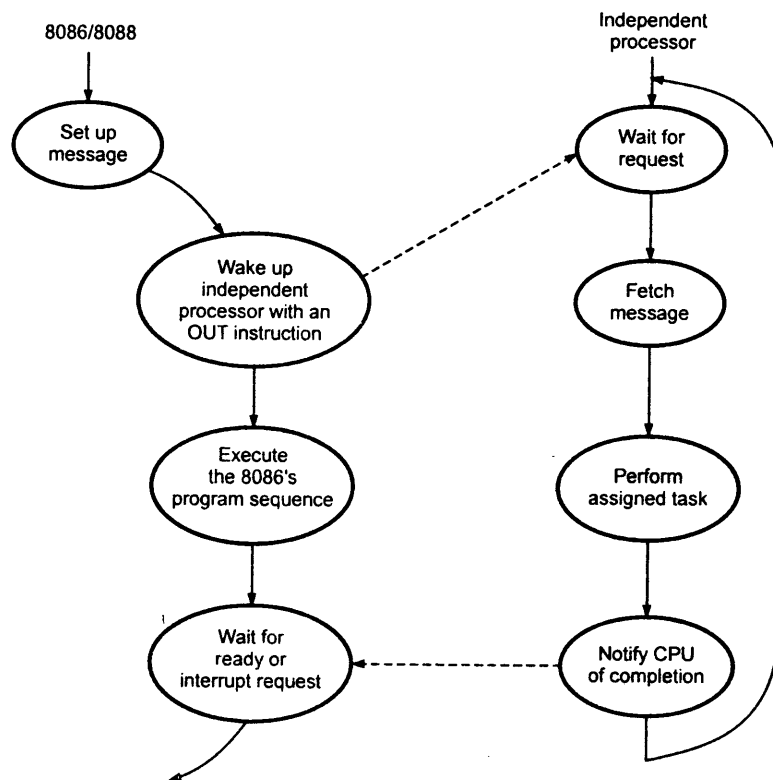 8086/8088
Set up
message
Wake up
independent
processor with an
OUT instruction
Execute
the 8086's
program sequence
Wait for
ready or
interrupt request
Independent
processor
Wait for
request
Fetch
message
Perform
assigned task
Notify CPU
of completion